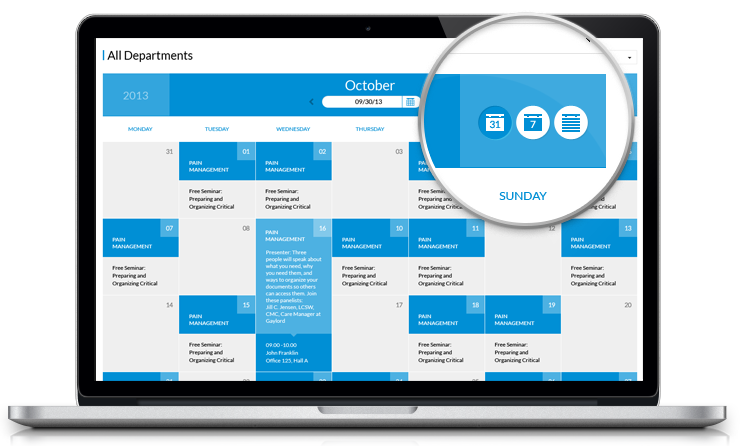 All Departments
2013
October
09/30/13
31
7
MONDAY
TUESDAY
WEDNESDAY
THURSDAY
SUNDAY
31
01
PAIN
MANAGEMENT
Free Seminar:
Preparing and
Organizing Critical
02
PAIN
MANAGEMENT
Free Seminar:
Preparing and
Organizing Critical
03
Free Seminar:
Preparing and
Organizing Critical
07
PAIN
MANAGEMENT
Free Seminar:
Preparing and
Organizing Critical
08
16
PAIN
MANAGEMENT
Presenter: Three
people will speak about
what you need, why
you need them, and
ways to organize your
documents so others
can access them. Join
these panelists:
Jill C. Jensen, LCSW,
CMC, Care Manager at
Gaylord
09.00 -10.00
John Franklin
Office 123, Hall A
10
PAIN
MANAGEMENT
Free Seminar:
Preparing and
Organizing Critical
11
PAIN
MANAGEMENT
Free Seminar:
Preparing and
Organizing Critical
12
13
PAIN
MANAGEMENT
Free Seminar:
Preparing and
Organizing Critical
14
15
PAIN
MANAGEMENT
Free Seminar:
Preparing and
Organizing Critical
17
18
PAIN
MANAGEMENT
Free Seminar:
Preparing and
Organizing Critical
19
PAIN
MANAGEMENT
Free Seminar:
Preparing and
Organizing Critical
20